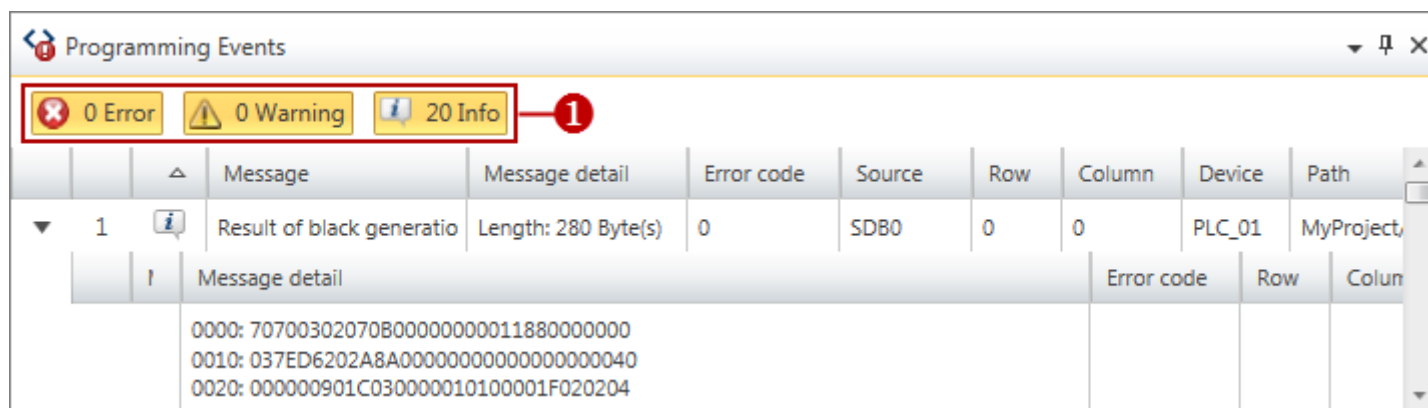 Programming Events
0 Error 0 Warning 20 Info 1
Message Message detail Error code Source Row Column Device Path
1 Result of black generatio Length: 280 Byte(s) 0 SDB0 0 0 PLC_01 MyProject/
Message detail Error code Row Colum
0000: 70700302070B00000000011880000000
0010: 037ED6202A8A00000000000000000040
0020: 000000901C030000010100001F020204